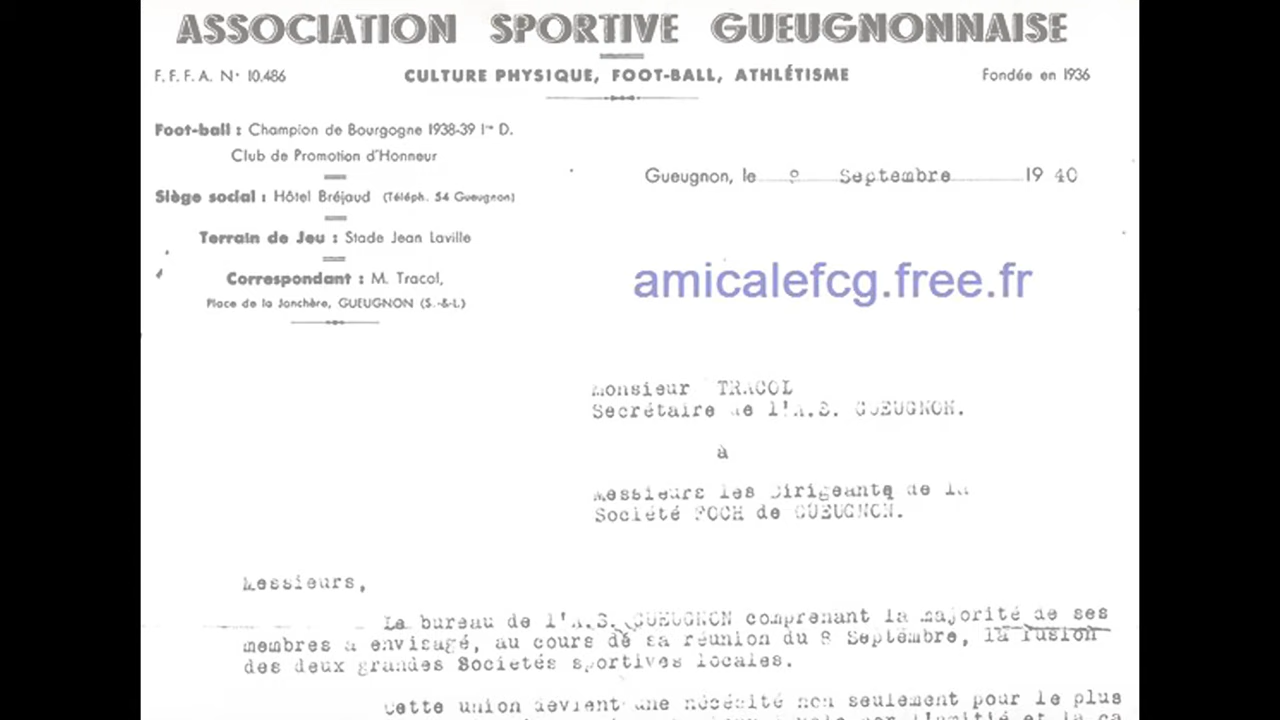 ASSOCIATION SPORTIVE GUEUGNONNAISE
F. F. F. A. N° 10.486
CULTURE PHYSIQUE, FOOT-BALL, ATHLÉTISME
Fondée en 1936
Foot-ball : Champion de Bourgogne 1938-39 1re D.
Club de Promotion d'Honneur
Siège social : Hôtel Bréjaud (Téléph. 54 Gueugnon)
Terrain de Jeu : Stade Jean Laville
Correspondant : M. Tracol,
Place de la Jonchère, GUEUGNON (S.-&-L.)
Gueugnon, le 9 Septembre 1940
amicalefcg.free.fr
Monsieur TRACOL
Secrétaire de l'A.S. GUEUGNON.
à
Messieurs les Dirigeants de la
Société FOCH de GUEUGNON.
Messieurs,
Le bureau de l'A.S. GUEUGNON comprenant la majorité de ses
membres a envisagé, au cours de sa réunion du 8 Septembre, la fusion
des deux grandes Sociétés sportives locales.
Cette union devient une nécésité non seulement pour le plus